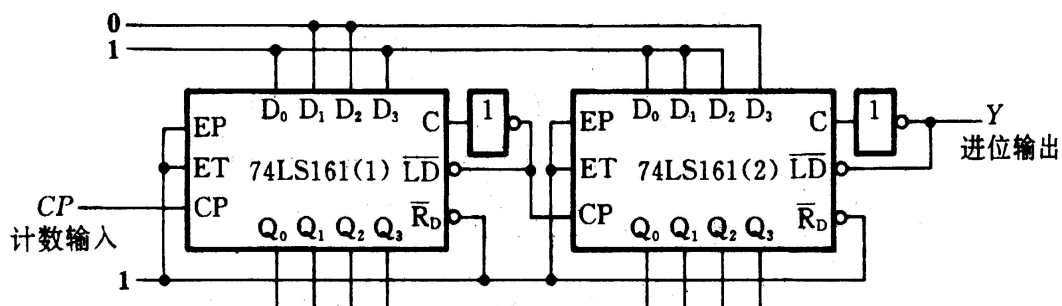 0
1
D₀ D₁ D₂ D₃ C 1
D₀ D₁ D₂ D₃ C 1
EP
EP
Y
进位输出
ET 74LS161(1) L̅D̅
ET 74LS161(2) L̅D̅
CP
计数输入
CP R̅D
CP R̅D
Q₀ Q₁ Q₂ Q₃
Q₀ Q₁ Q₂ Q₃
1